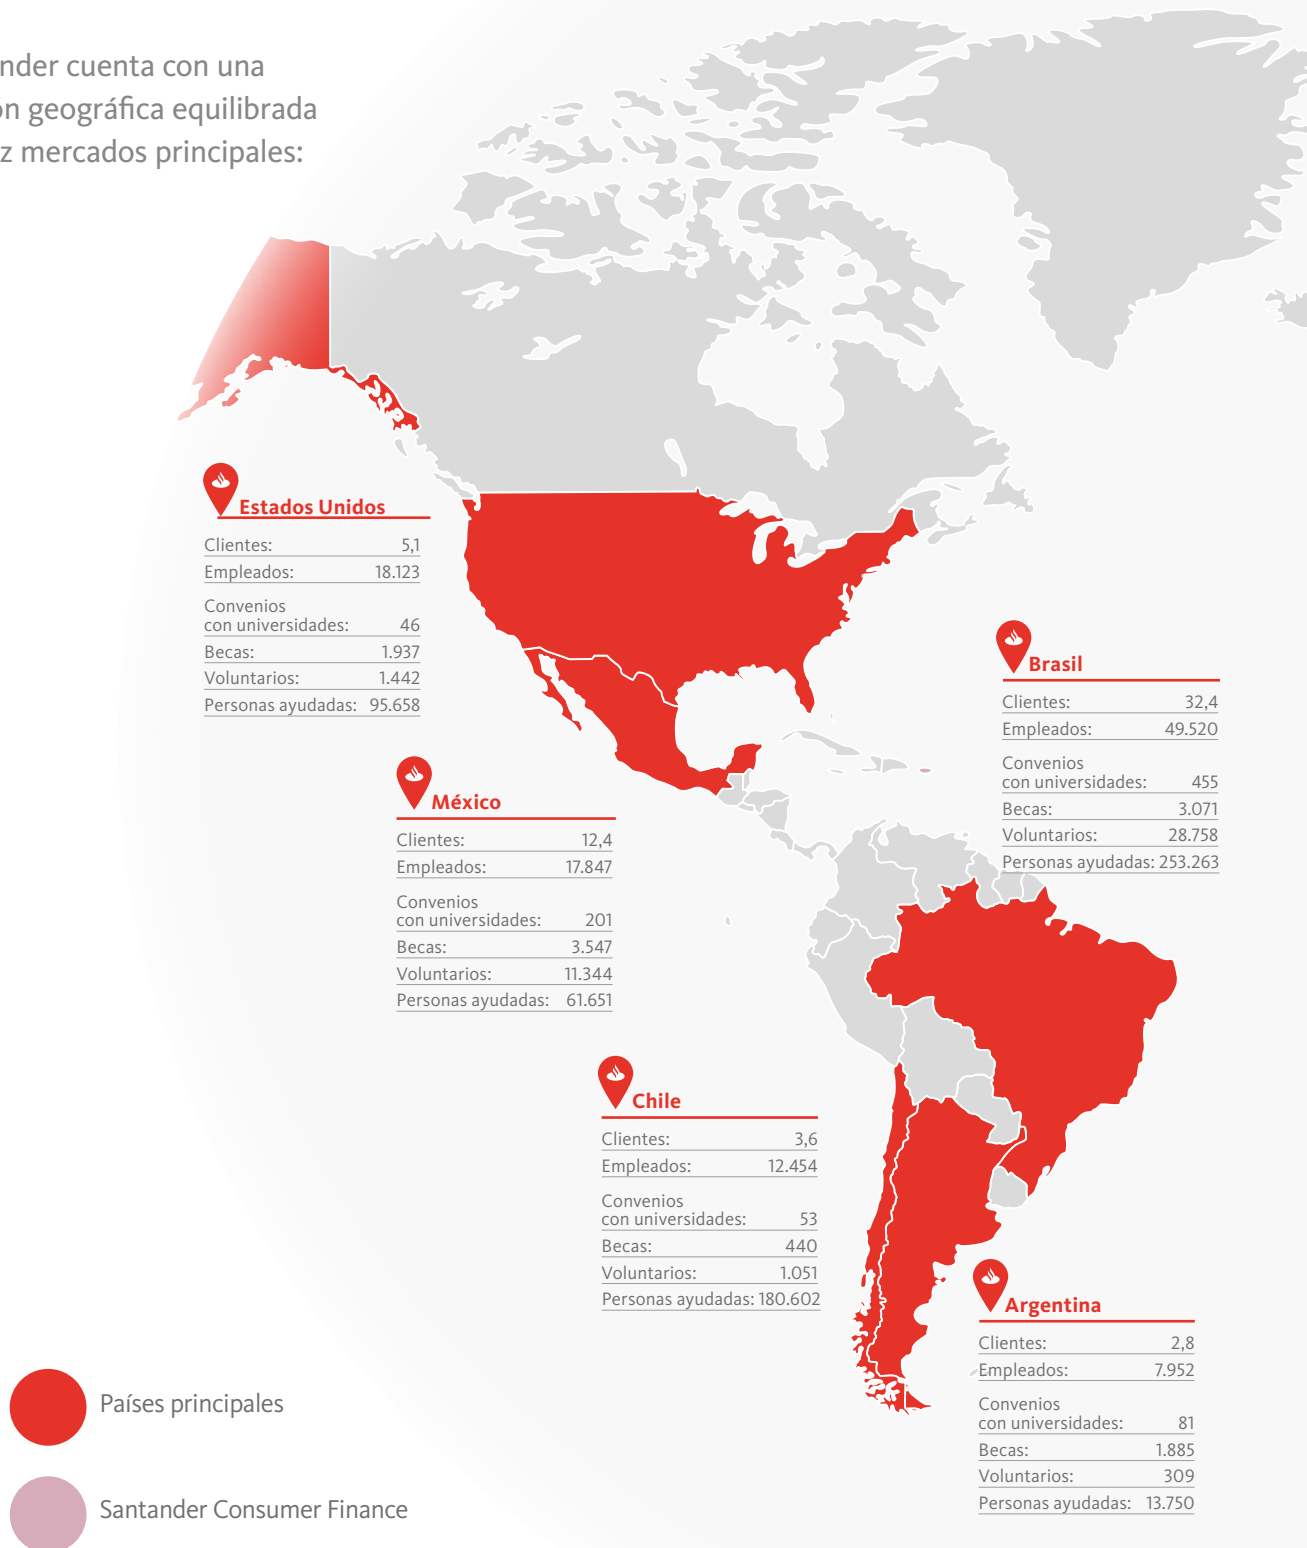 nder cuenta con una
ón geográfica equilibrada
z mercados principales:
Estados Unidos
Clientes: 5,1
Empleados: 18.123
Convenios
con universidades: 46
Becas: 1.937
Voluntarios: 1.442
Personas ayudadas: 95.658
Brasil
Clientes: 32,4
Empleados: 49.520
Convenios
con universidades: 455
Becas: 3.071
Voluntarios: 28.758
Personas ayudadas: 253.263
México
Clientes: 12,4
Empleados: 17.847
Convenios
con universidades: 201
Becas: 3.547
Voluntarios: 11.344
Personas ayudadas: 61.651
Chile
Clientes: 3,6
Empleados: 12.454
Convenios
con universidades: 53
Becas: 440
Voluntarios: 1.051
Personas ayudadas: 180.602
Argentina
Clientes: 2,8
Empleados: 7.952
Convenios
con universidades: 81
Becas: 1.885
Voluntarios: 309
Personas ayudadas: 13.750
Países principales
Santander Consumer Finance